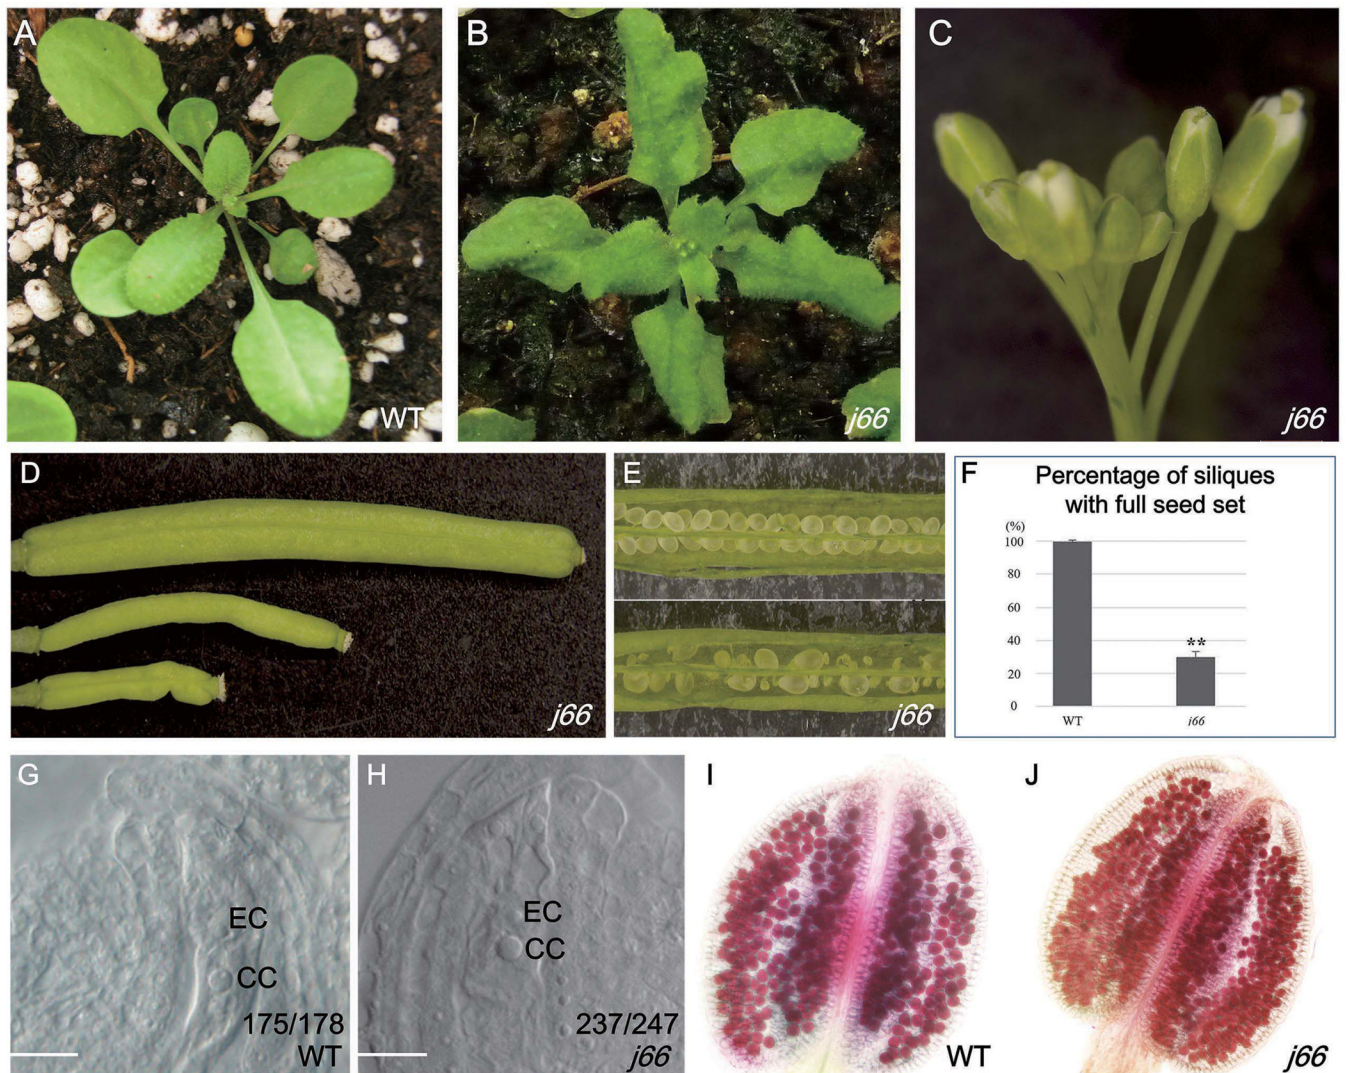 A
WT
B
j66
C
j66
D
j66
E
j66
F
Percentage of siliques
with full seed set
(%)
100
80
60
40
20
0
**
WT
j66
G
EC
CC
175/178
WT
H
EC
CC
237/247
j66
I
WT
J
j66